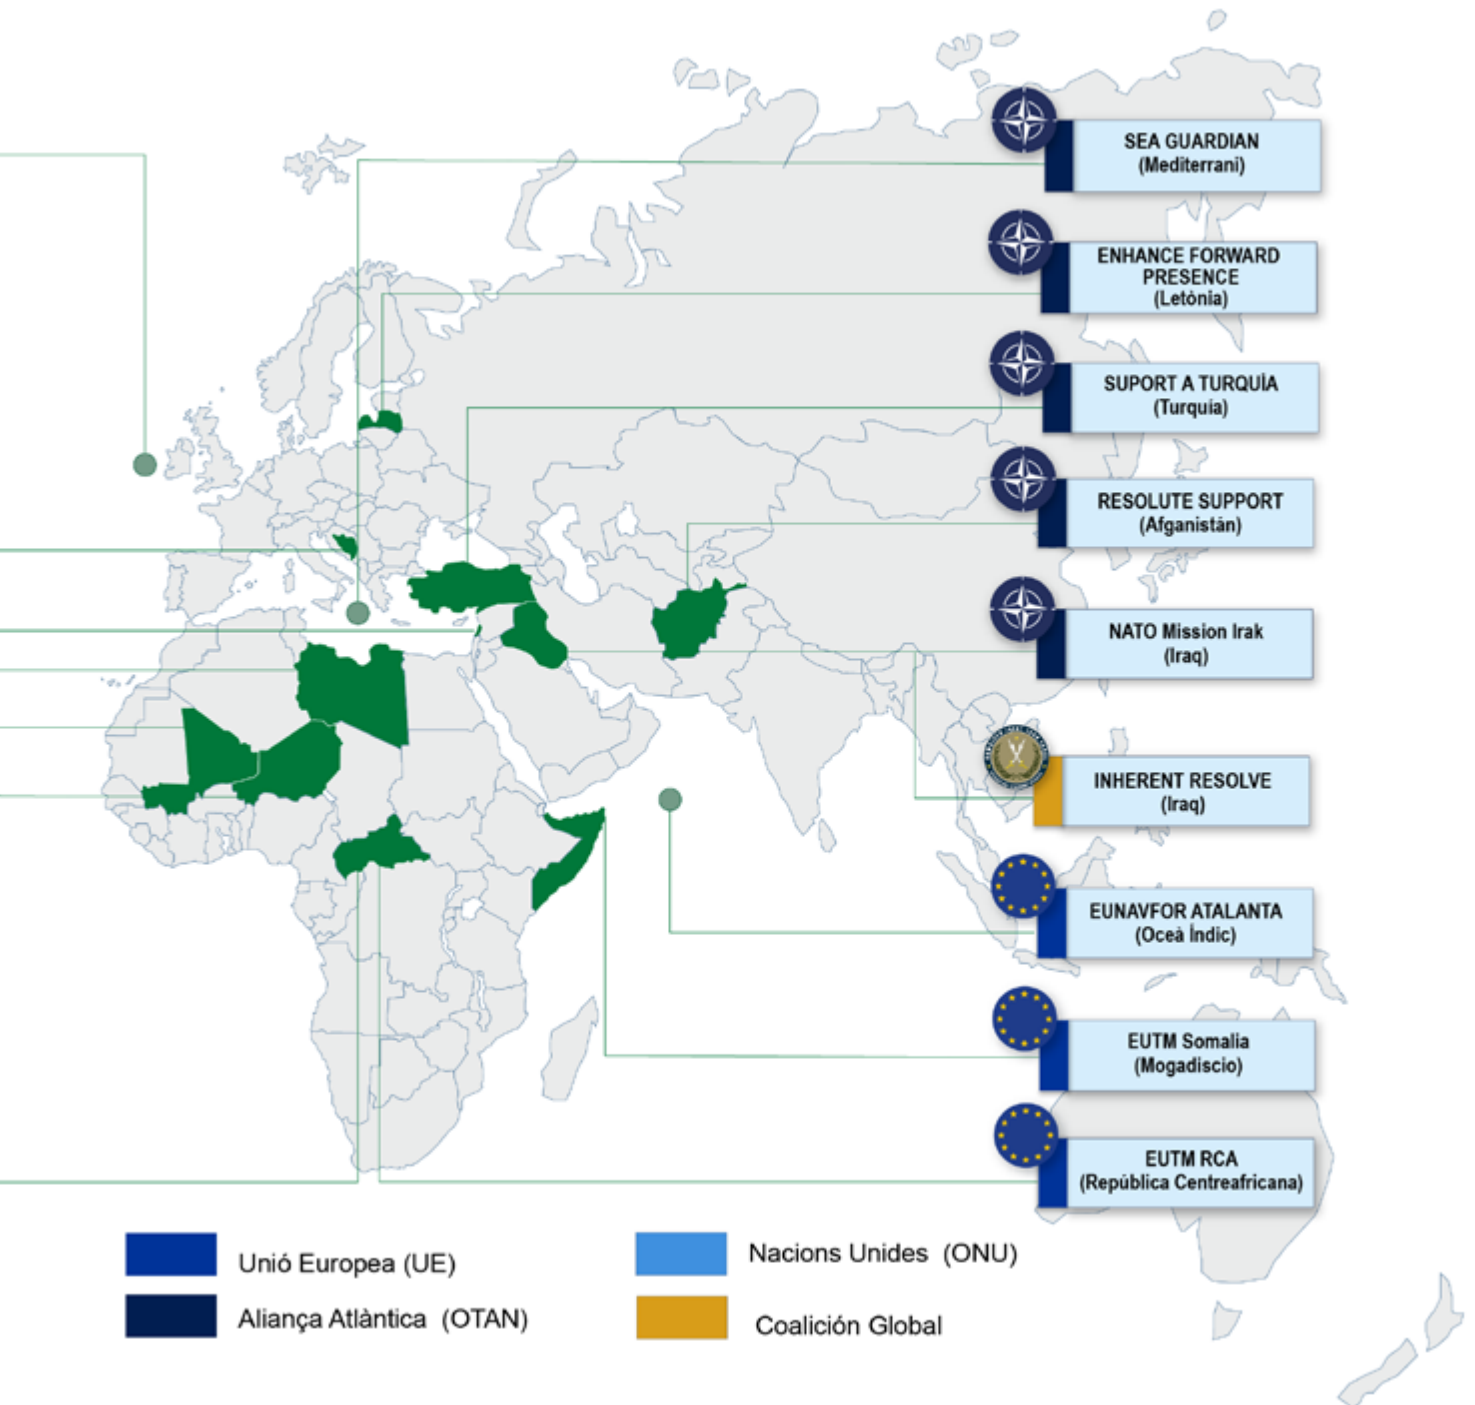 SEA GUARDIAN
(Mediterrani)
ENHANCE FORWARD
PRESENCE
(Letònia)
SUPORT A TURQUÏA
(Turquía)
RESOLUTE SUPPORT
(Afganistán)
NATO Mission Irak
(Iraq)
INHERENT RESOLVE
(Iraq)
EUNAVFOR ATALANTA
(Oceà Índic)
EUTM Somalia
(Mogadiscio)
EUTM RCA
(República Centreafricana)
Unió Europea (UE)
Nacions Unides (ONU)
Aliança Atlàntica (OTAN)
Coalición Global